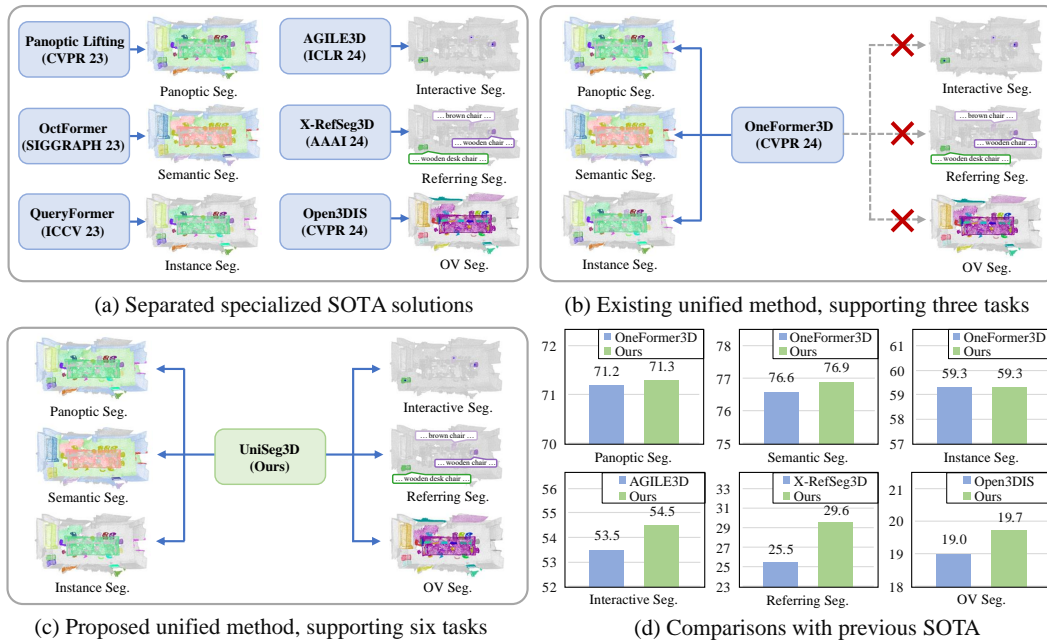 Panoptic Lifting
(CVPR 23)
Panoptic Seg.
AGILE3D
(ICLR 24)
Interactive Seg.
OctFormer
(SIGGRAPH 23)
Semantic Seg.
X-RefSeg3D
(AAAI 24)
... brown chair ...
... wooden chair ...
... wooden desk chair ...
Referring Seg.
QueryFormer
(ICCV 23)
Instance Seg.
Open3DIS
(CVPR 24)
OV Seg.
(a) Separated specialized SOTA solutions
Panoptic Seg.
Semantic Seg.
Instance Seg.
OneFormer3D
(CVPR 24)
Interactive Seg.
... brown chair ...
... wooden chair ...
... wooden desk chair ...
Referring Seg.
OV Seg.
(b) Existing unified method, supporting three tasks
Panoptic Seg.
Semantic Seg.
Instance Seg.
UniSeg3D
(Ours)
Interactive Seg.
... brown chair ...
... wooden chair ...
... wooden desk chair ...
Referring Seg.
OV Seg.
(c) Proposed unified method, supporting six tasks
OneFormer3D
Ours
72
71
70
71.2
71.3
Panoptic Seg.
OneFormer3D
Ours
78
77
76
75
76.6
76.9
Semantic Seg.
OneFormer3D
Ours
61
60
59
58
57
59.3
59.3
Instance Seg.
AGILE3D
Ours
56
55
54
53
52
53.5
54.5
Interactive Seg.
X-RefSeg3D
Ours
33
31
29
27
25
23
25.5
29.6
Referring Seg.
Open3DIS
Ours
21
20
19
18
19.0
19.7
OV Seg.
(d) Comparisons with previous SOTA